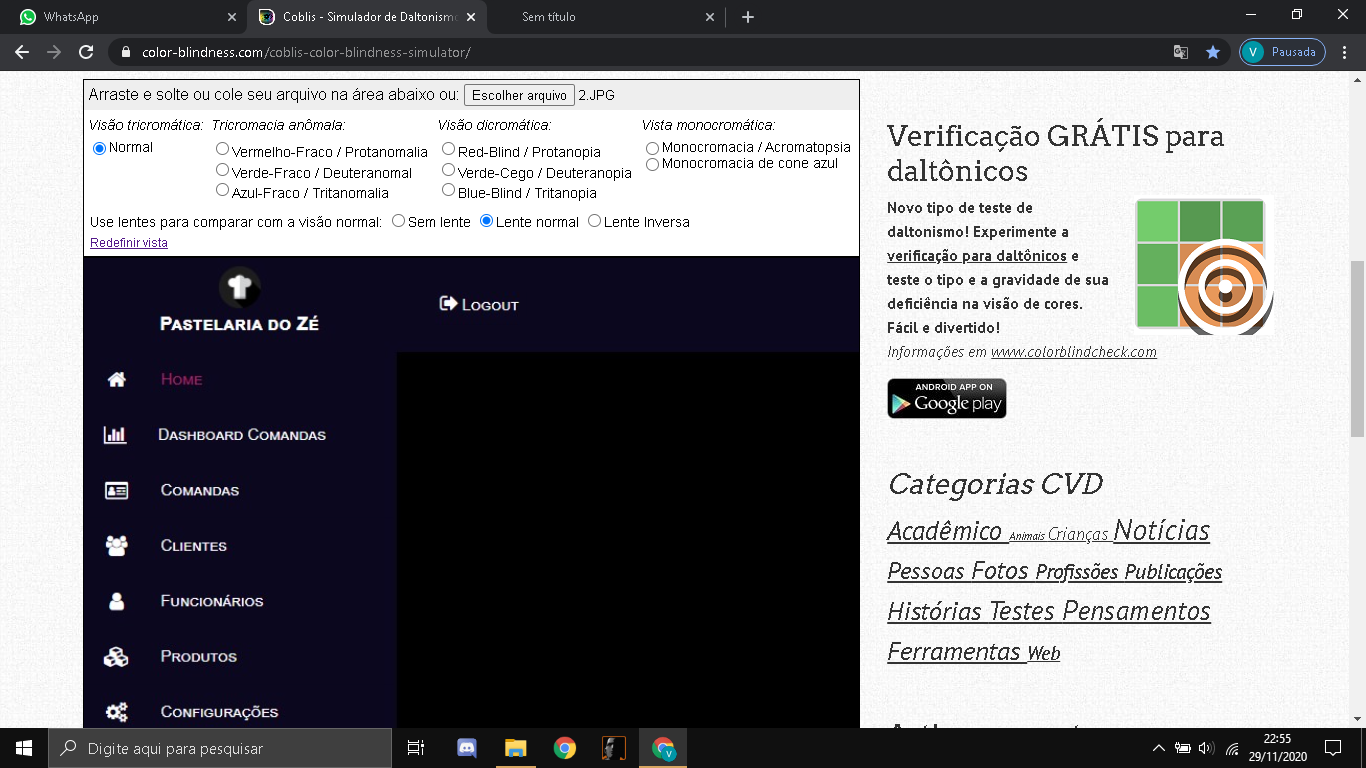 WhatsApp
Coblis - Simulador de Daltonismo
Sem título
color-blindness.com/coblis-color-blindness-simulator/
V Pausada
Arraste e solte ou cole seu arquivo na área abaixo ou: Escolher arquivo 2.JPG
Visão tricromática: Tricromacia anômala: Visão dicromática: Vista monocromática:
Normal Vermelho-Fraco / Protanomalia Red-Blind / Protanopia Monocromacia / Acromatopsia
Verde-Fraco / Deuteranomal Verde-Cego / Deuteranopia Monocromacia de cone azul
Azul-Fraco / Tritanomalia Blue-Blind / Tritanopia
Use lentes para comparar com a visão normal: Sem lente Lente normal Lente Inversa
Redefinir vista
PASTELARIA DO ZÉ
LOGOUT
HOME
DASHBOARD COMANDAS
COMANDAS
CLIENTES
FUNCIONÁRIOS
PRODUTOS
CONFIGURAÇÕES
Verificação GRÁTIS para
daltônicos
Novo tipo de teste de
daltonismo! Experimente a
verificação para daltônicos e
teste o tipo e a gravidade de sua
deficiência na visão de cores.
Fácil e divertido!
Informações em www.colorblindcheck.com
ANDROID APP ON
Google play
Categorias CVD
Acadêmico Animais Crianças Notícias
Pessoas Fotos Profissões Publicações
Histórias Testes Pensamentos
Ferramentas Web
Digite aqui para pesquisar
V
22:55
29/11/2020